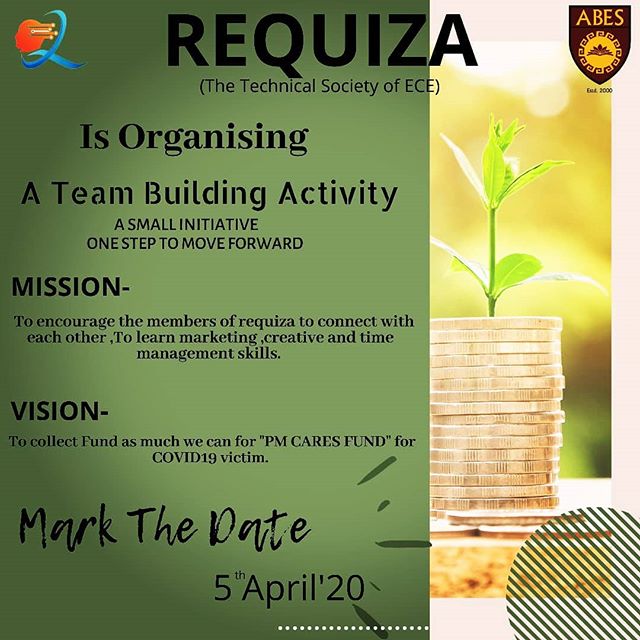 REQUIZA
(The Technical Society of ECE)
ABES
Estd. 2000
Is Organising
A Team Building Activity
A SMALL INITIATIVE
ONE STEP TO MOVE FORWARD
MISSION-
To encourage the members of requiza to connect with
each other ,To learn marketing ,creative and time
management skills.
VISION-
To collect Fund as much we can for "PM CARES FUND" for
COVID19 victim.
Mark The Date
5th April'20